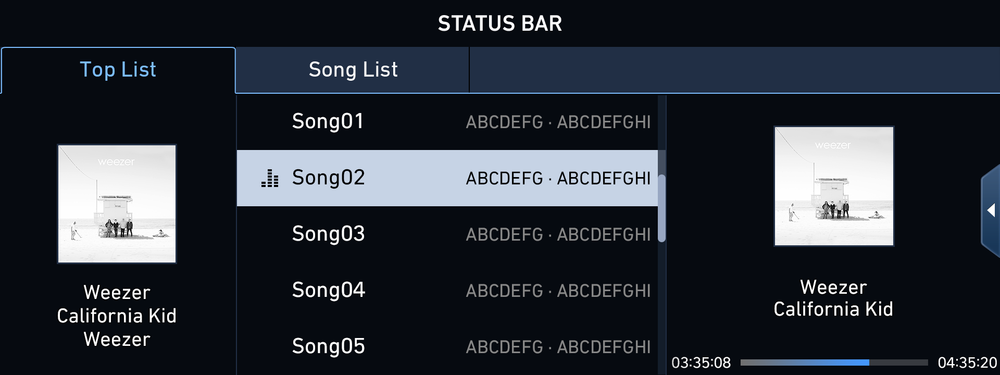 STATUS BAR
Top List
Song List
weezer
Weezer
California Kid
Weezer
Song01 ABCDEFG · ABCDEFGHI
Song02 ABCDEFG · ABCDEFGHI
Song03 ABCDEFG · ABCDEFGHI
Song04 ABCDEFG · ABCDEFGHI
Song05 ABCDEFG · ABCDEFGHI
weezer
Weezer
California Kid
03:35:08 04:35:20